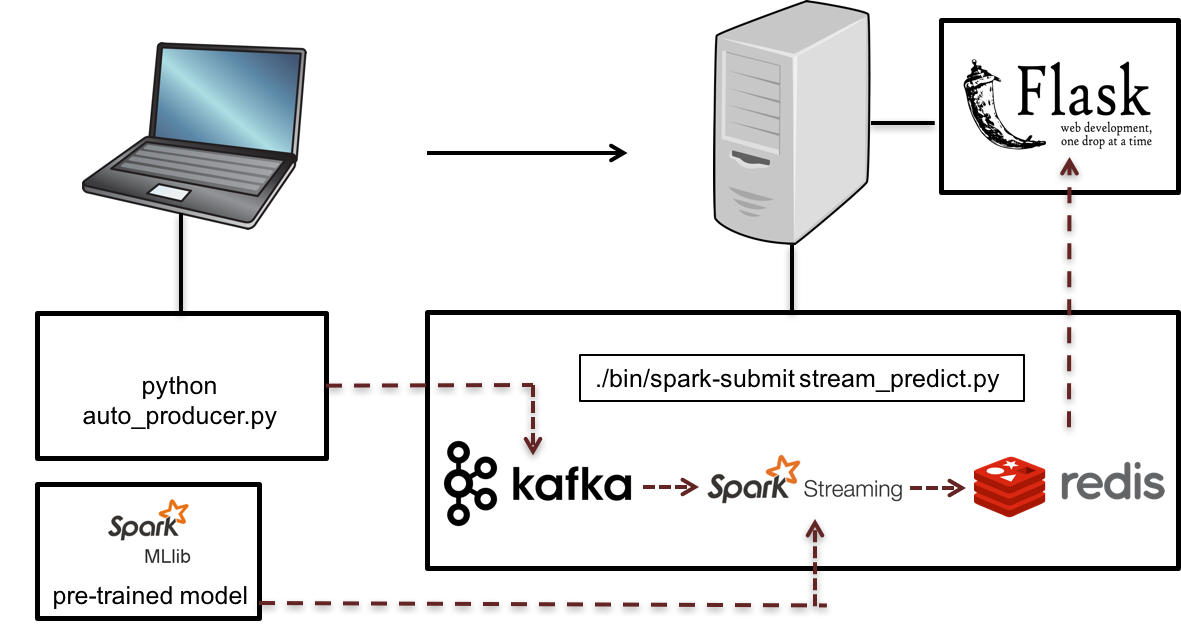 Flask
web development,
one drop at a time
python
auto_producer.py
./bin/spark-submit stream_predict.py
kafka
Spark Streaming
redis
Spark
MLlib
pre-trained model